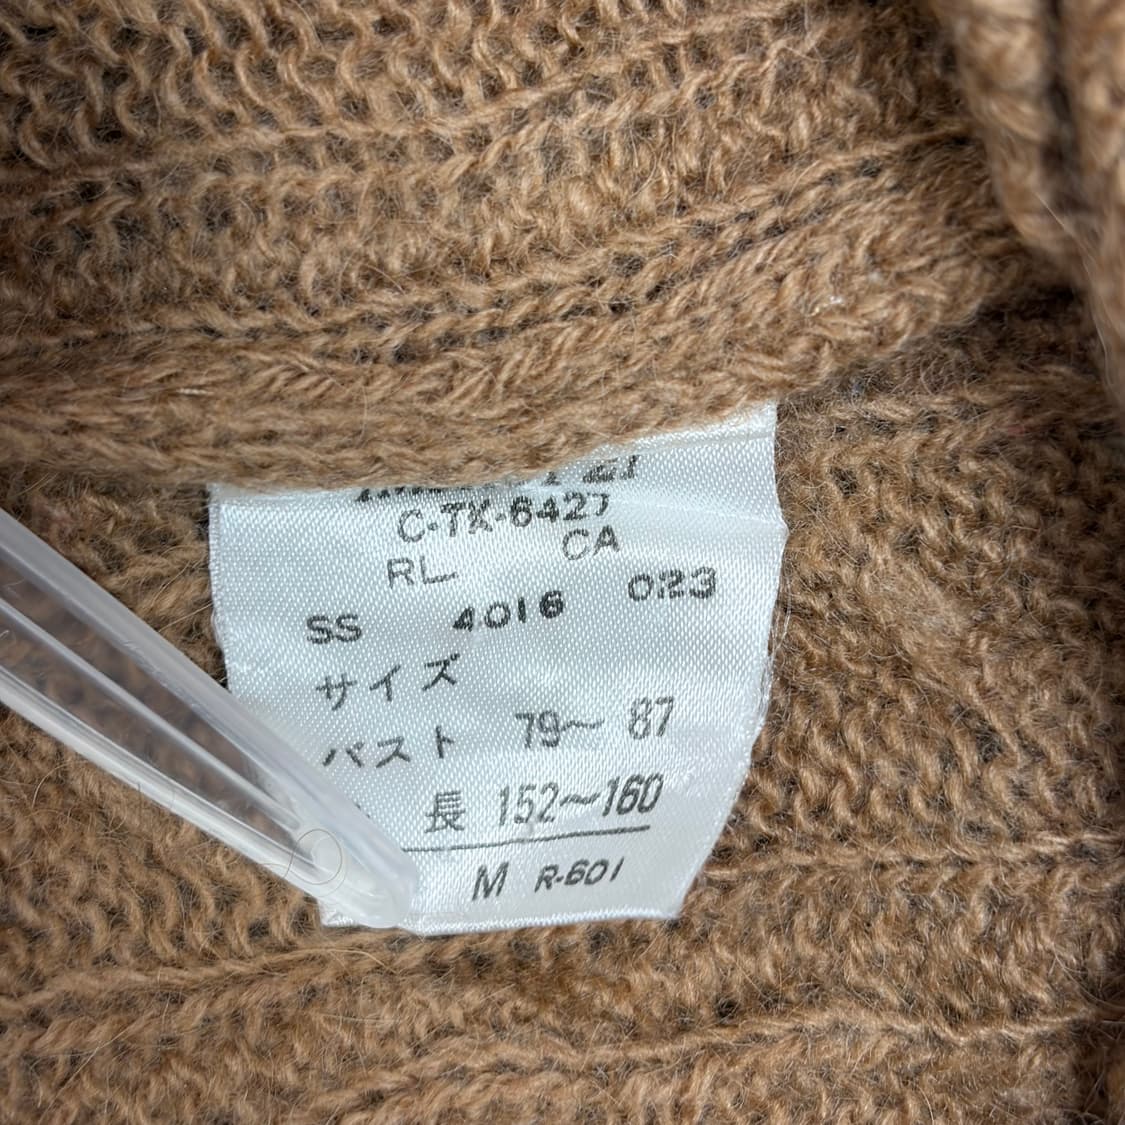 C-TK-6427
RL CA
SS 4016 023
サイズ
バスト 79～ 87
長 152～160
M R-601